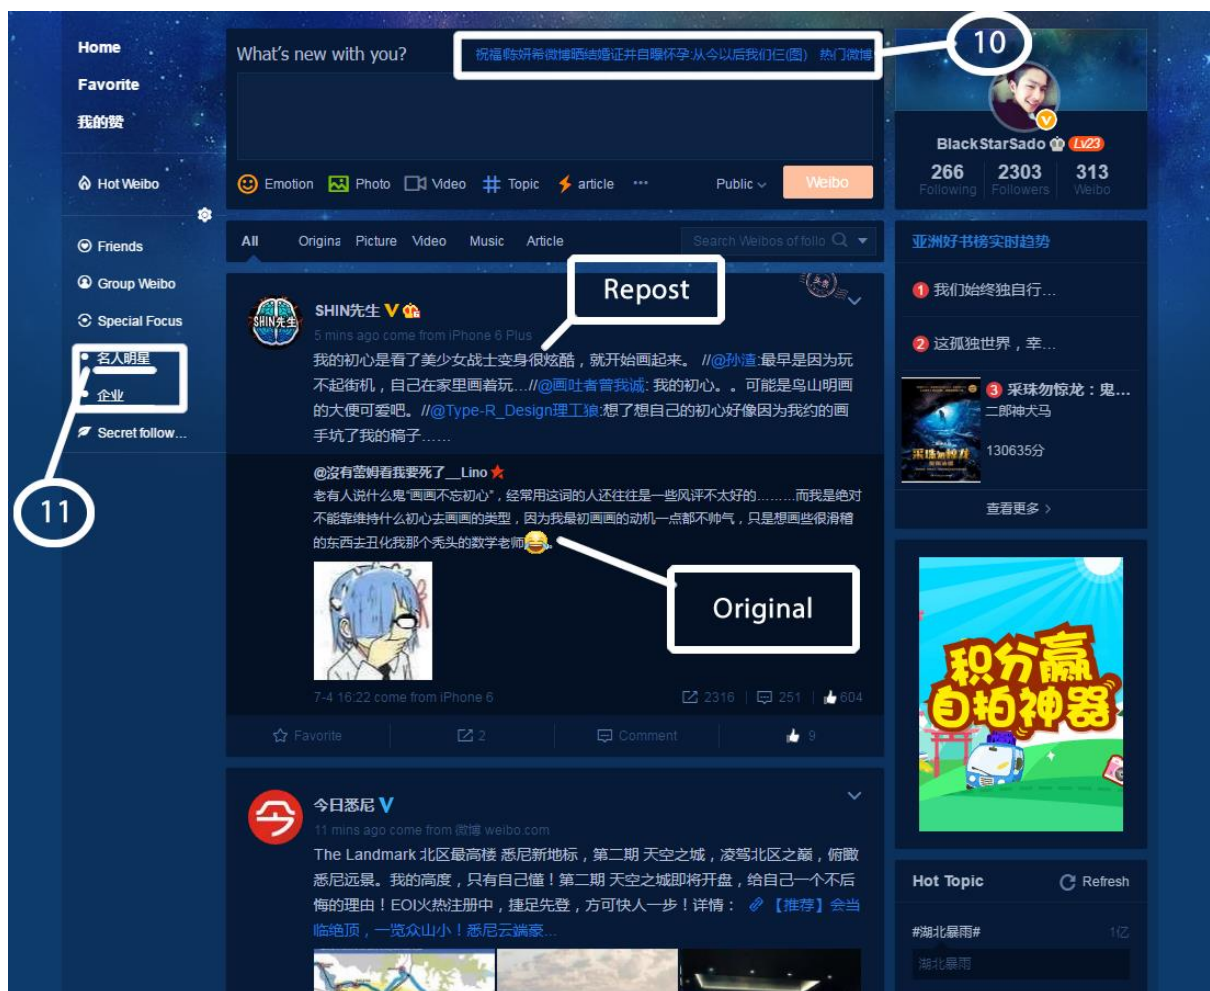 Home
Favorite
我的赞
Hot Weibo
Friends
Group Weibo
Special Focus
名人明星
企业
Secret follow...
11
What's new with you?
祝福!陈妍希微博晒结婚证并自曝怀孕:从今以后我们仨(图) 热门微博
10
Emotion Photo Video Topic article ... Public Weibo
All Origina Picture Video Music Article Search Weibos of follo
Repost
SHIN先生
SHIN先生 V
5 mins ago come from iPhone 6 Plus
我的初心是看了美少女战士变身很炫酷，就开始画起来。 //@孙渣:最早是因为玩
不起街机，自己在家里画着玩...//@画吐者曾我诚: 我的初心。。可能是鸟山明画
的大便可爱吧。//@Type-R_Design理工狼:想了想自己的初心好像因为我约的画
手坑了我的稿子……
@沒有蕾姆看我要死了__Lino
老有人说什么鬼“画画不忘初心”，经常用这词的人还往往是一些风评不太好的………而我是绝对
不能靠维持什么初心去画画的类型，因为我最初画画的动机一点都不帅气，只是想画些很滑稽
的东西去丑化我那个秃头的数学老师。
Original
7-4 16:22 come from iPhone 6 2316 251 604
Favorite 2 Comment 9
今
今日悉尼 V
11 mins ago come from 微博 weibo.com
The Landmark 北区最高楼 悉尼新地标，第二期 天空之城，凌驾北区之巅，俯瞰
悉尼远景。我的高度，只有自己懂！第二期 天空之城即将开盘，给自己一个不后
悔的理由！EOI火热注册中，捷足先登，方可快人一步！详情： 【推荐】会当
临绝顶，一览众山小！悉尼云端豪...
V
BlackStarSado Lv23
266 2303 313
Following Followers Weibo
亚洲好书榜实时趋势
1 我们始终独自行...
2 这孤独世界，幸...
3 采珠勿惊龙：鬼...
二郎神犬马
130635分
采珠勿惊龙
查看更多
积分赢
自拍神器
Hot Topic Refresh
#湖北暴雨# 1亿
湖北暴雨